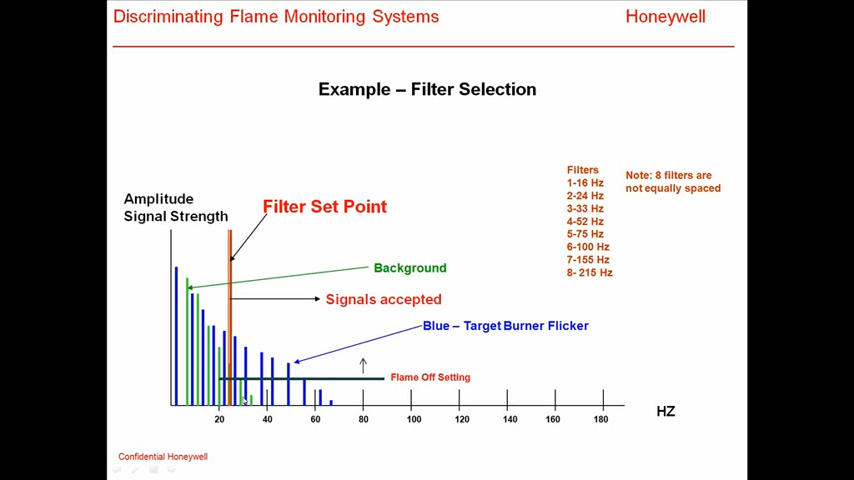 Discriminating Flame Monitoring Systems
Honeywell
Example – Filter Selection
Filters
1-16 Hz
2-24 Hz
3-33 Hz
4-52 Hz
5-75 Hz
6-100 Hz
7-155 Hz
8- 215 Hz
Note: 8 filters are
not equally spaced
Amplitude
Signal Strength
Filter Set Point
Background
Signals accepted
Blue – Target Burner Flicker
Flame Off Setting
20 40 60 80 100 120 140 160 180
HZ
Confidential Honeywell